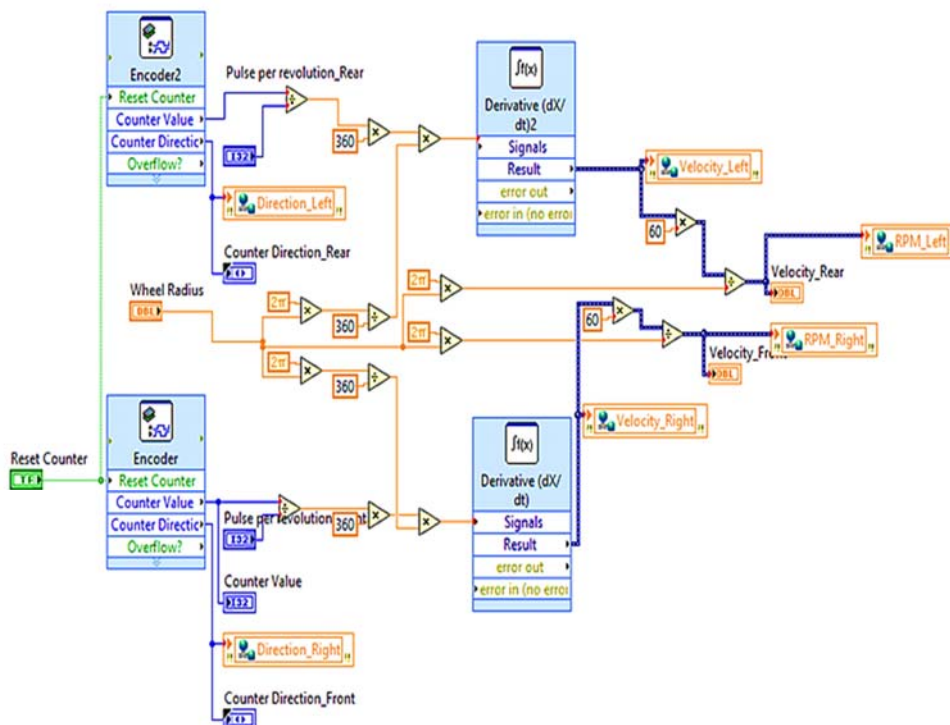 Encoder2
Reset Counter
Counter Value
Counter Directic
Overflow?
Pulse per revolution_Rear
I32
360
Direction_Left
Counter Direction_Rear
Wheel Radius
DBL
2π
360
2π
360
2π
2π
∫f(x)
Derivative (dX/
dt)2
Signals
Result
error out
error in (no error
Velocity_Left
60
RPM_Left
Velocity_Rear
DBL
60
RPM_Right
Velocity_Front
DBL
Velocity_Right
Reset Counter
TF
Encoder
Reset Counter
Counter Value
Counter Directic
Overflow?
Pulse per revolution
I32
360
Counter Value
I32
Direction_Right
Counter Direction_Front
∫f(x)
Derivative (dX/
dt)
Signals
Result
error out
error in (no error